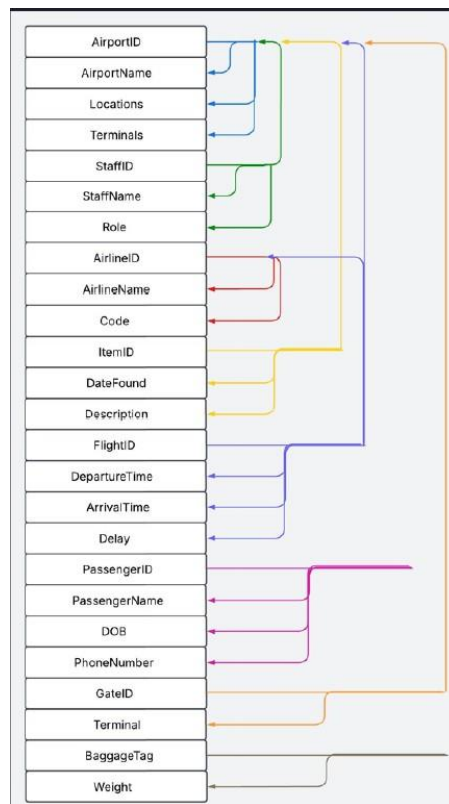 AirportID
AirportName
Locations
Terminals
StaffID
StaffName
Role
AirlineID
AirlineName
Code
ItemID
DateFound
Description
FlightID
DepartureTime
ArrivalTime
Delay
PassengerID
PassengerName
DOB
PhoneNumber
GateID
Terminal
BaggageTag
Weight